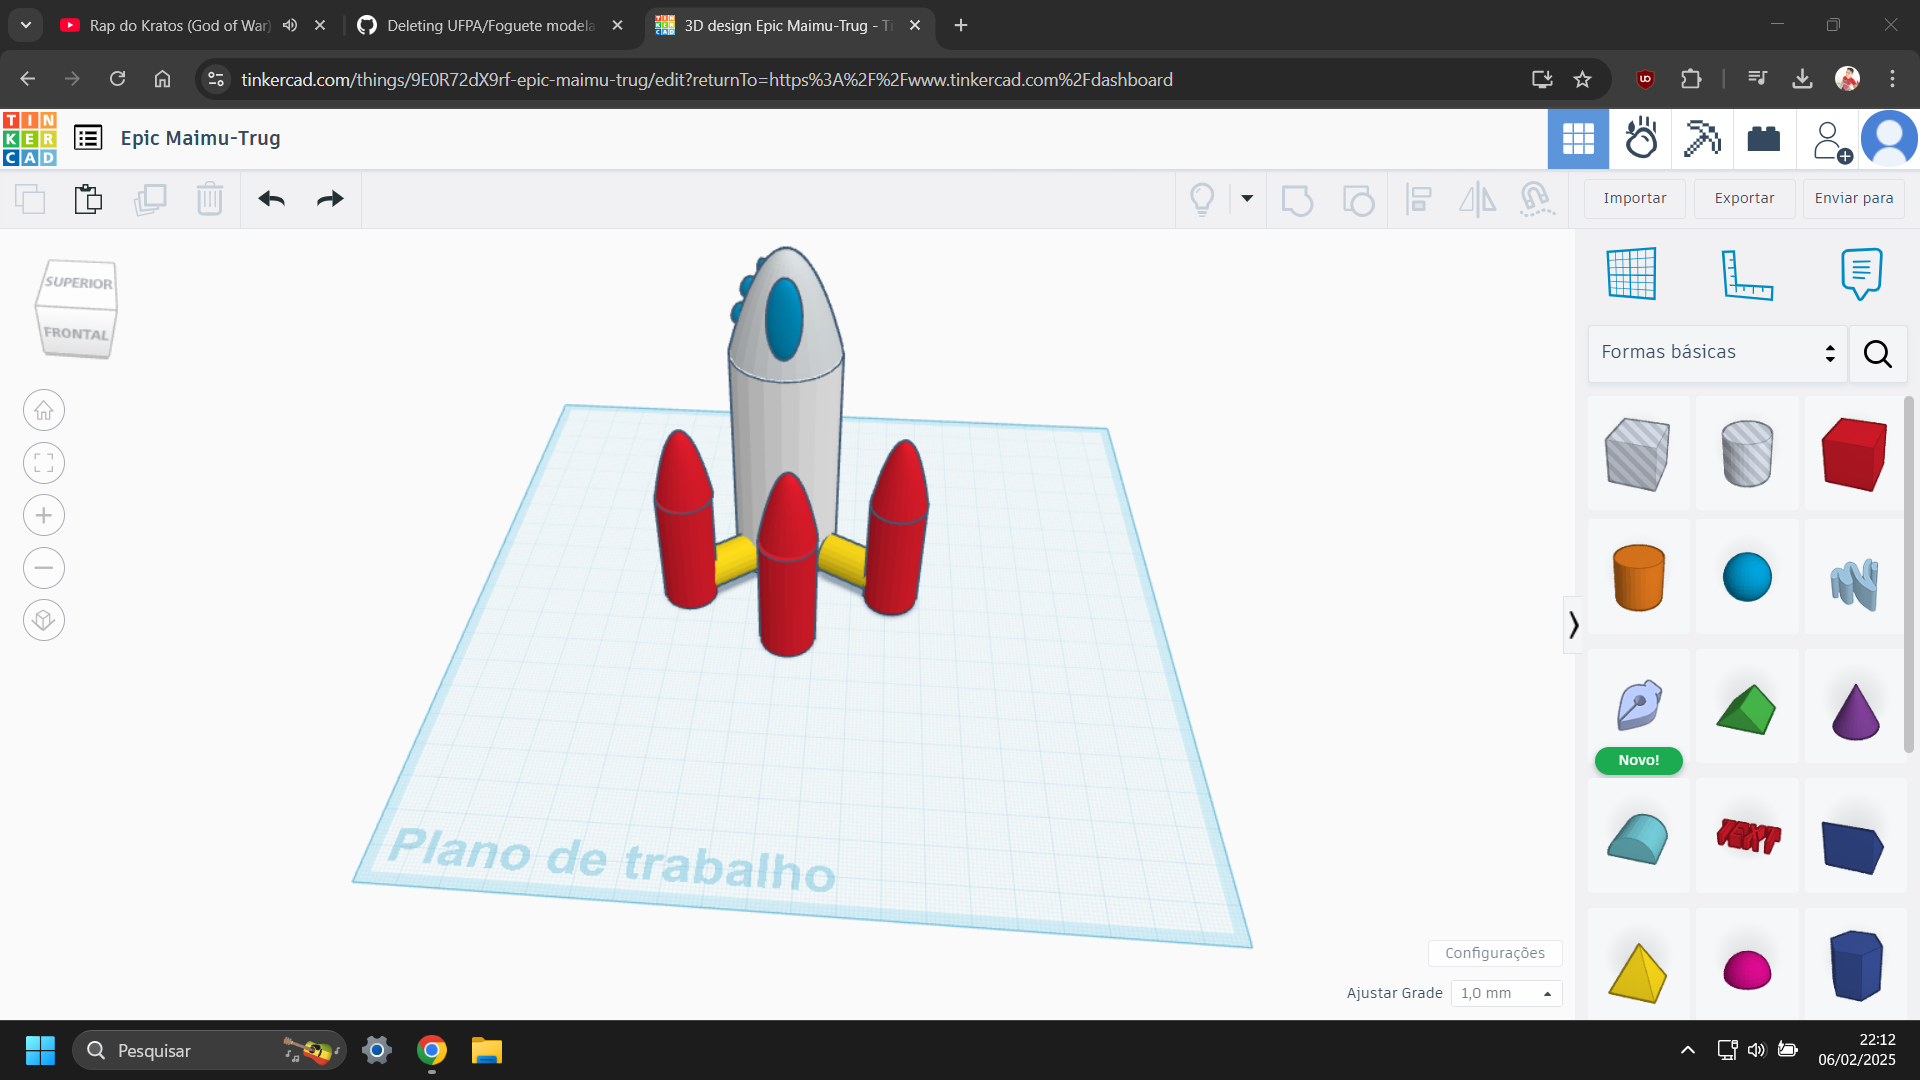 Rap do Kratos (God of War)
Deleting UFPA/Foguete modela
3D design Epic Maimu-Trug - Ti
tinkercad.com/things/9E0R72dX9rf-epic-maimu-trug/edit?returnTo=https%3A%2F%2Fwww.tinkercad.com%2Fdashboard
TIN
KER
CAD
Epic Maimu-Trug
Importar
Exportar
Enviar para
SUPERIOR
FRONTAL
Formas básicas
Novo!
TEXT
Plano de trabalho
Configurações
Ajustar Grade
1,0 mm
Pesquisar
22:12
06/02/2025